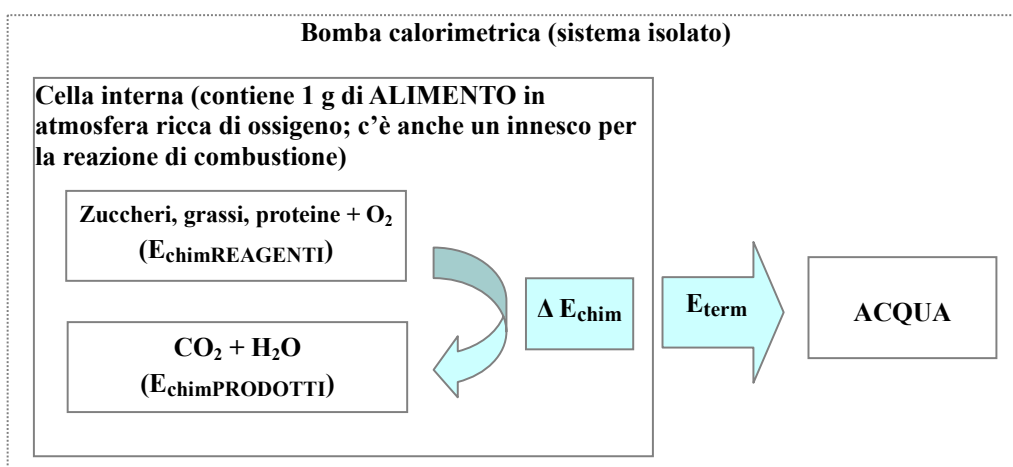 Bomba calorimetrica (sistema isolato)
Cella interna (contiene 1 g di ALIMENTO in
atmosfera ricca di ossigeno; c'è anche un innesco per
la reazione di combustione)
Zuccheri, grassi, proteine + O₂
(EchimREAGENTI)
Δ Echim
Eterm
ACQUA
CO₂ + H₂O
(EchimPRODOTTI)